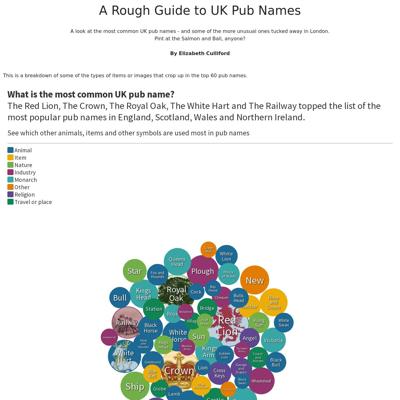 A Rough Guide to UK Pub Names
A look at the most common UK pub names - and some of the more unusual ones tucked away in London.
Pint at the Salmon and Ball, anyone?
By Elizabeth Culliford
This is a breakdown of some of the types of items or images that crop up in the top 60 pub names.
What is the most common UK pub name?
The Red Lion, The Crown, The Royal Oak, The White Hart and The Railway topped the list of the
most popular pub names in England, Scotland, Wales and Northern Ireland.
See which other animals, items and other symbols are used most in pub names
Animal
Item
Nature
Industry
Monarch
Other
Religion
Travel or place
White
Lion
Queens
Head
Star
Plough
New
Royal
Oak
Kings
Head
Bull
Cock
Bulls
Head
Station
Bridge
Railway
Red
Lion
Black
Horse
White
Horse
Sun
Angel
Victoria
White
Hart
Kings
Arms
Black
Bull
Crown
Lion
Cross
Keys
Ship
Globe
Lamb